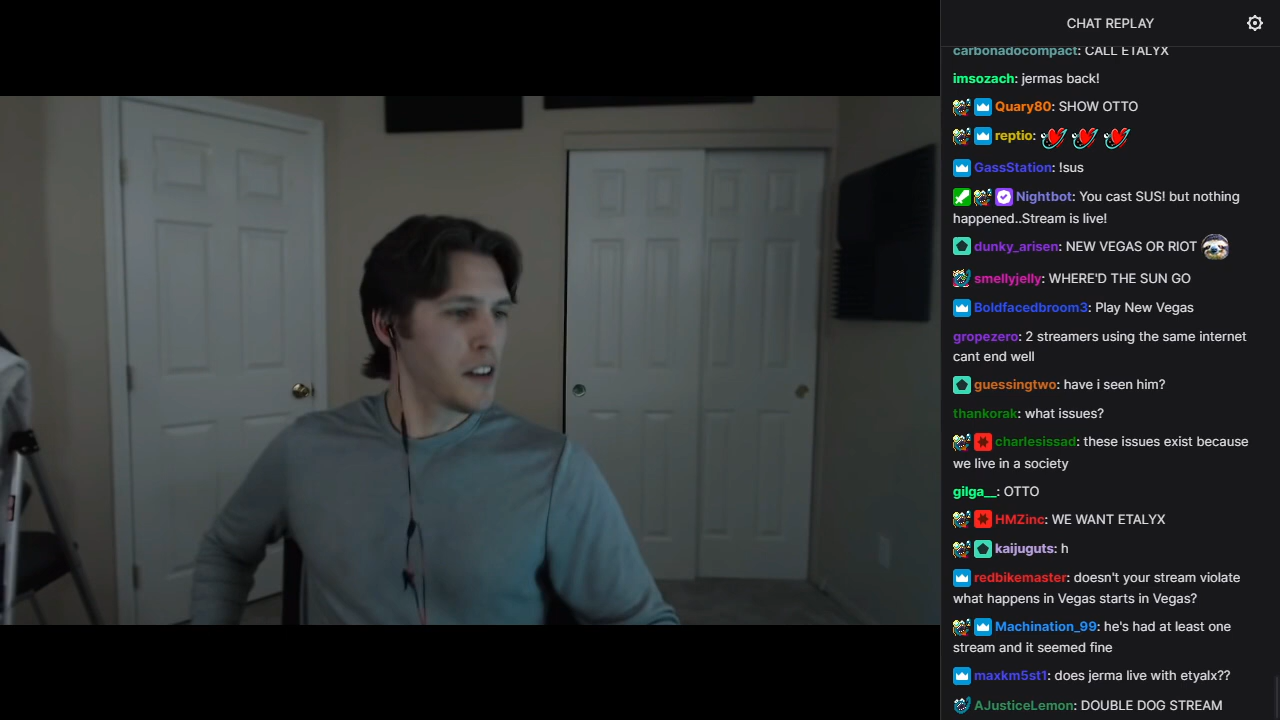 CHAT REPLAY
carbonadocompact: CALL ETALYX
imsozach: jermas back!
Quary80: SHOW OTTO
reptio:
GassStation: !sus
Nightbot: You cast SUS! but nothing
happened..Stream is live!
dunky_arisen: NEW VEGAS OR RIOT
smellyjelly: WHERE'D THE SUN GO
Boldfacedbroom3: Play New Vegas
gropezero: 2 streamers using the same internet
cant end well
guessingtwo: have i seen him?
thankorak: what issues?
charlesissad: these issues exist because
we live in a society
gilga__: OTTO
HMZinc: WE WANT ETALYX
kaijuguts: h
redbikemaster: doesn't your stream violate
what happens in Vegas starts in Vegas?
Machination_99: he's had at least one
stream and it seemed fine
maxkm5st1: does jerma live with etyalx??
AJusticeLemon: DOUBLE DOG STREAM